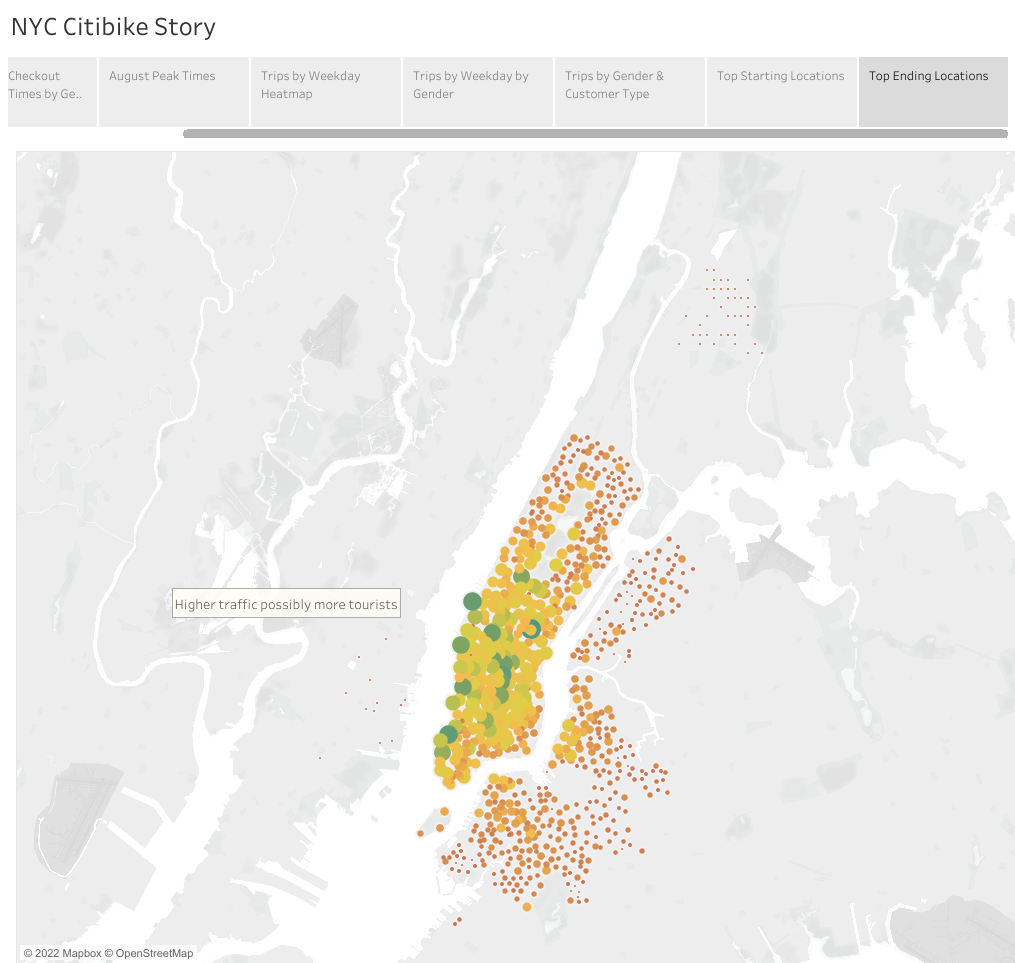 NYC Citibike Story
Checkout
Times by Ge..
August Peak Times
Trips by Weekday
Heatmap
Trips by Weekday by
Gender
Trips by Gender &
Customer Type
Top Starting Locations
Top Ending Locations
Higher traffic possibly more tourists
© 2022 Mapbox © OpenStreetMap